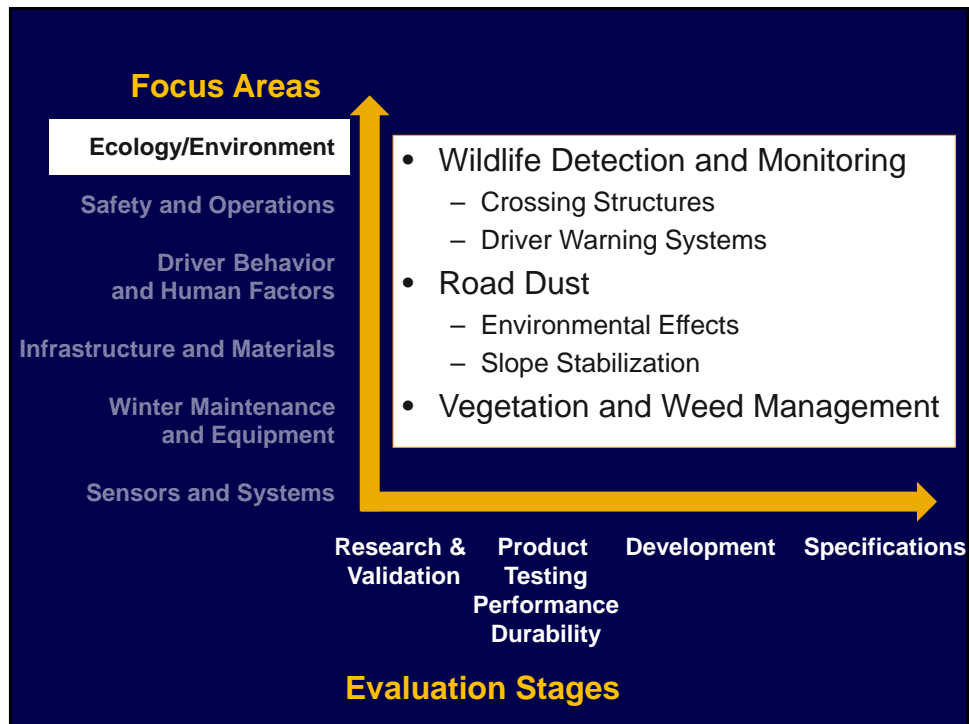 Focus Areas
Ecology/Environment
Safety and Operations
Driver Behavior
and Human Factors
Infrastructure and Materials
Winter Maintenance
and Equipment
Sensors and Systems
• Wildlife Detection and Monitoring
– Crossing Structures
– Driver Warning Systems
• Road Dust
– Environmental Effects
– Slope Stabilization
• Vegetation and Weed Management
Research &
Validation
Product
Testing
Performance
Durability
Development
Specifications
Evaluation Stages